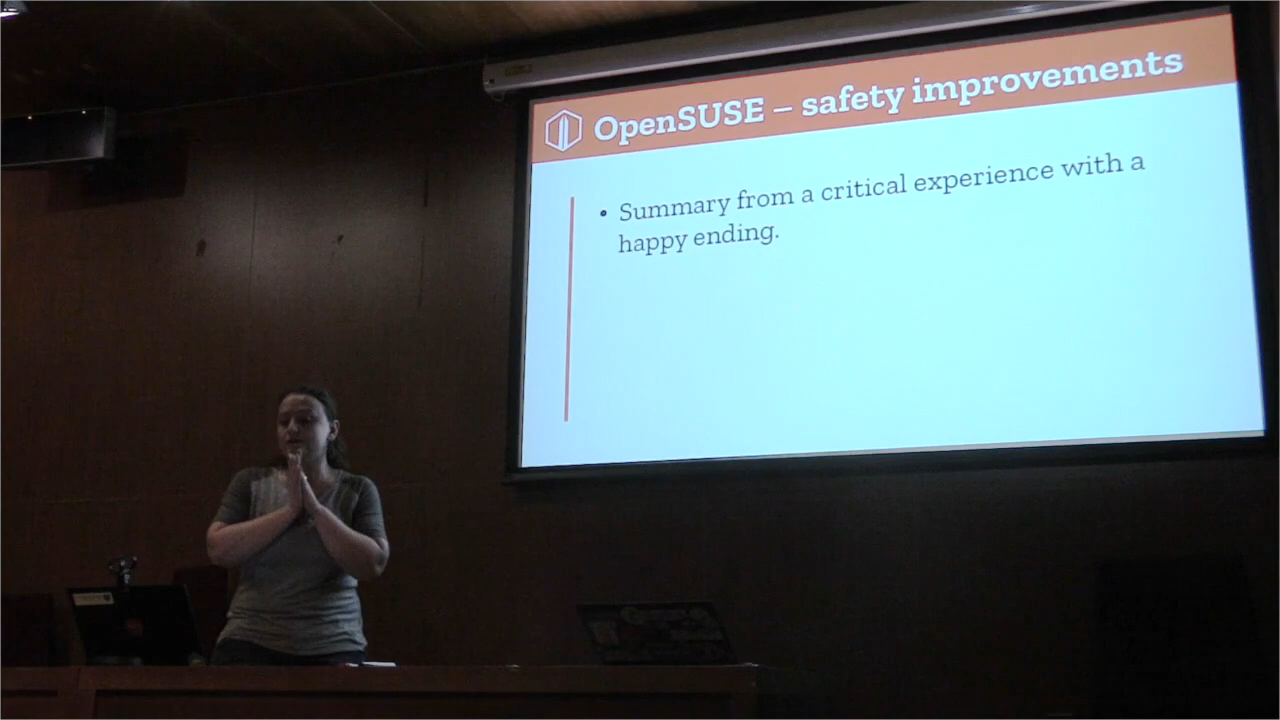 OpenSUSE – safety improvements
• Summary from a critical experience with a
happy ending.